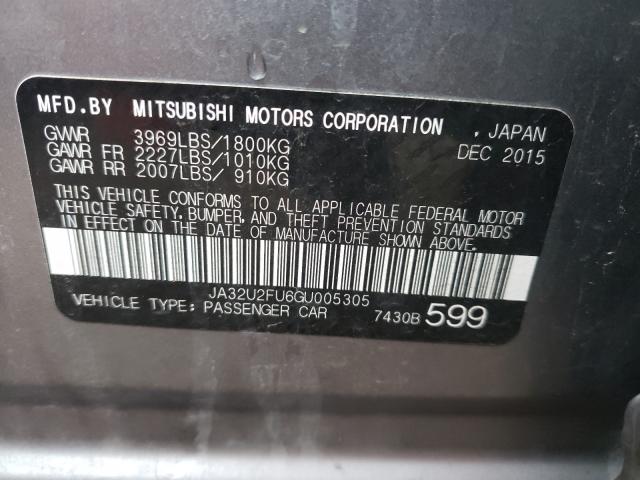 MFD.BY MITSUBISHI MOTORS CORPORATION , JAPAN
GVWR 3969LBS/1800KG DEC 2015
GAWR FR 2227LBS/1010KG
GAWR RR 2007LBS/ 910KG
THIS VEHICLE CONFORMS TO ALL APPLICABLE FEDERAL MOTOR
VEHICLE SAFETY, BUMPER, AND THEFT PREVENTION STANDARDS
IN EFFECT ON THE DATE OF MANUFACTURE SHOWN ABOVE.
JA32U2FU6GU005305
VEHICLE TYPE: PASSENGER CAR 7430B 599